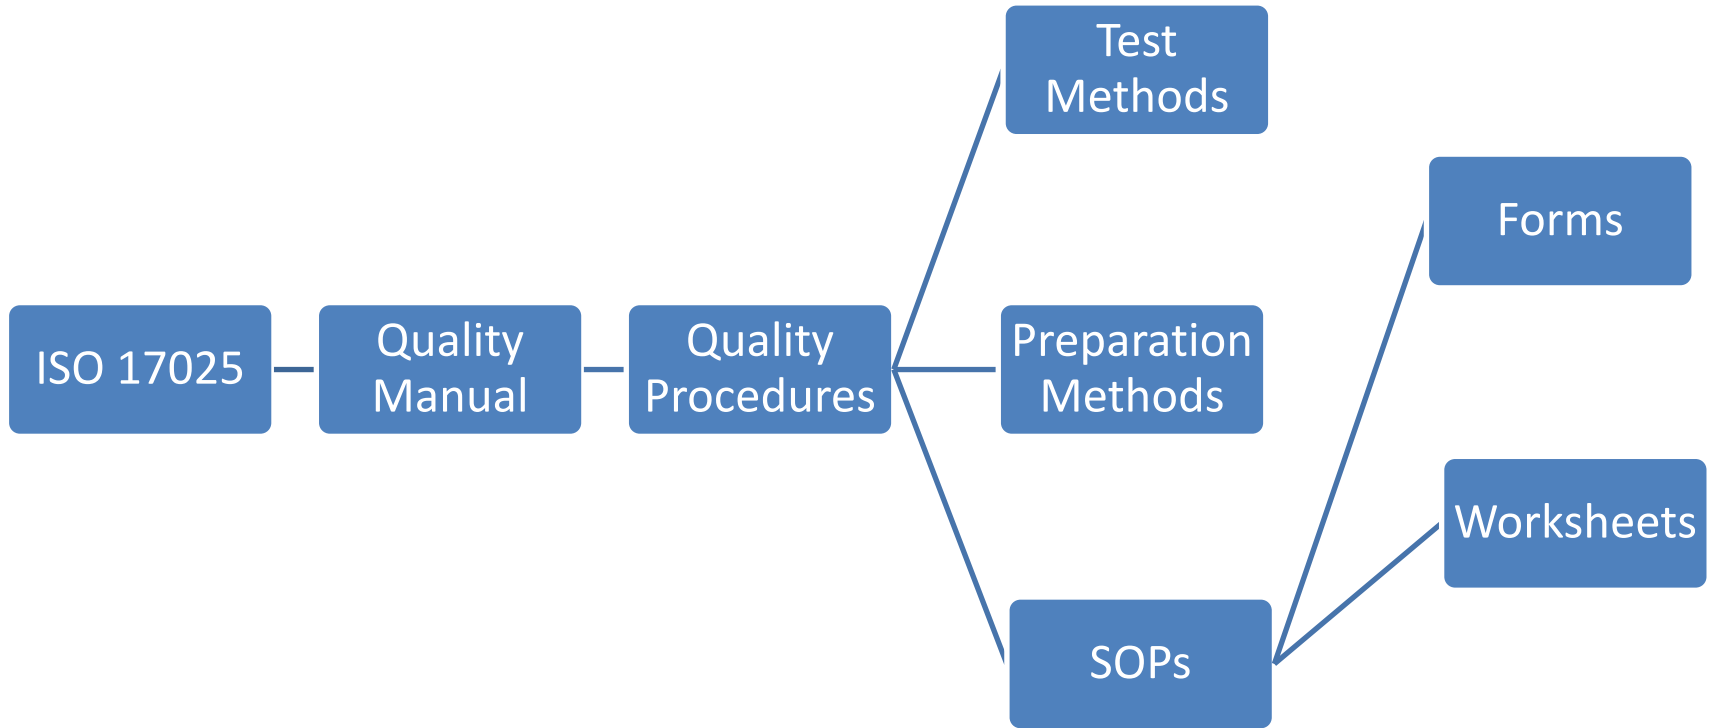 ISO 17025
Quality
Manual
Quality
Procedures
Test
Methods
Preparation
Methods
SOPs
Forms
Worksheets